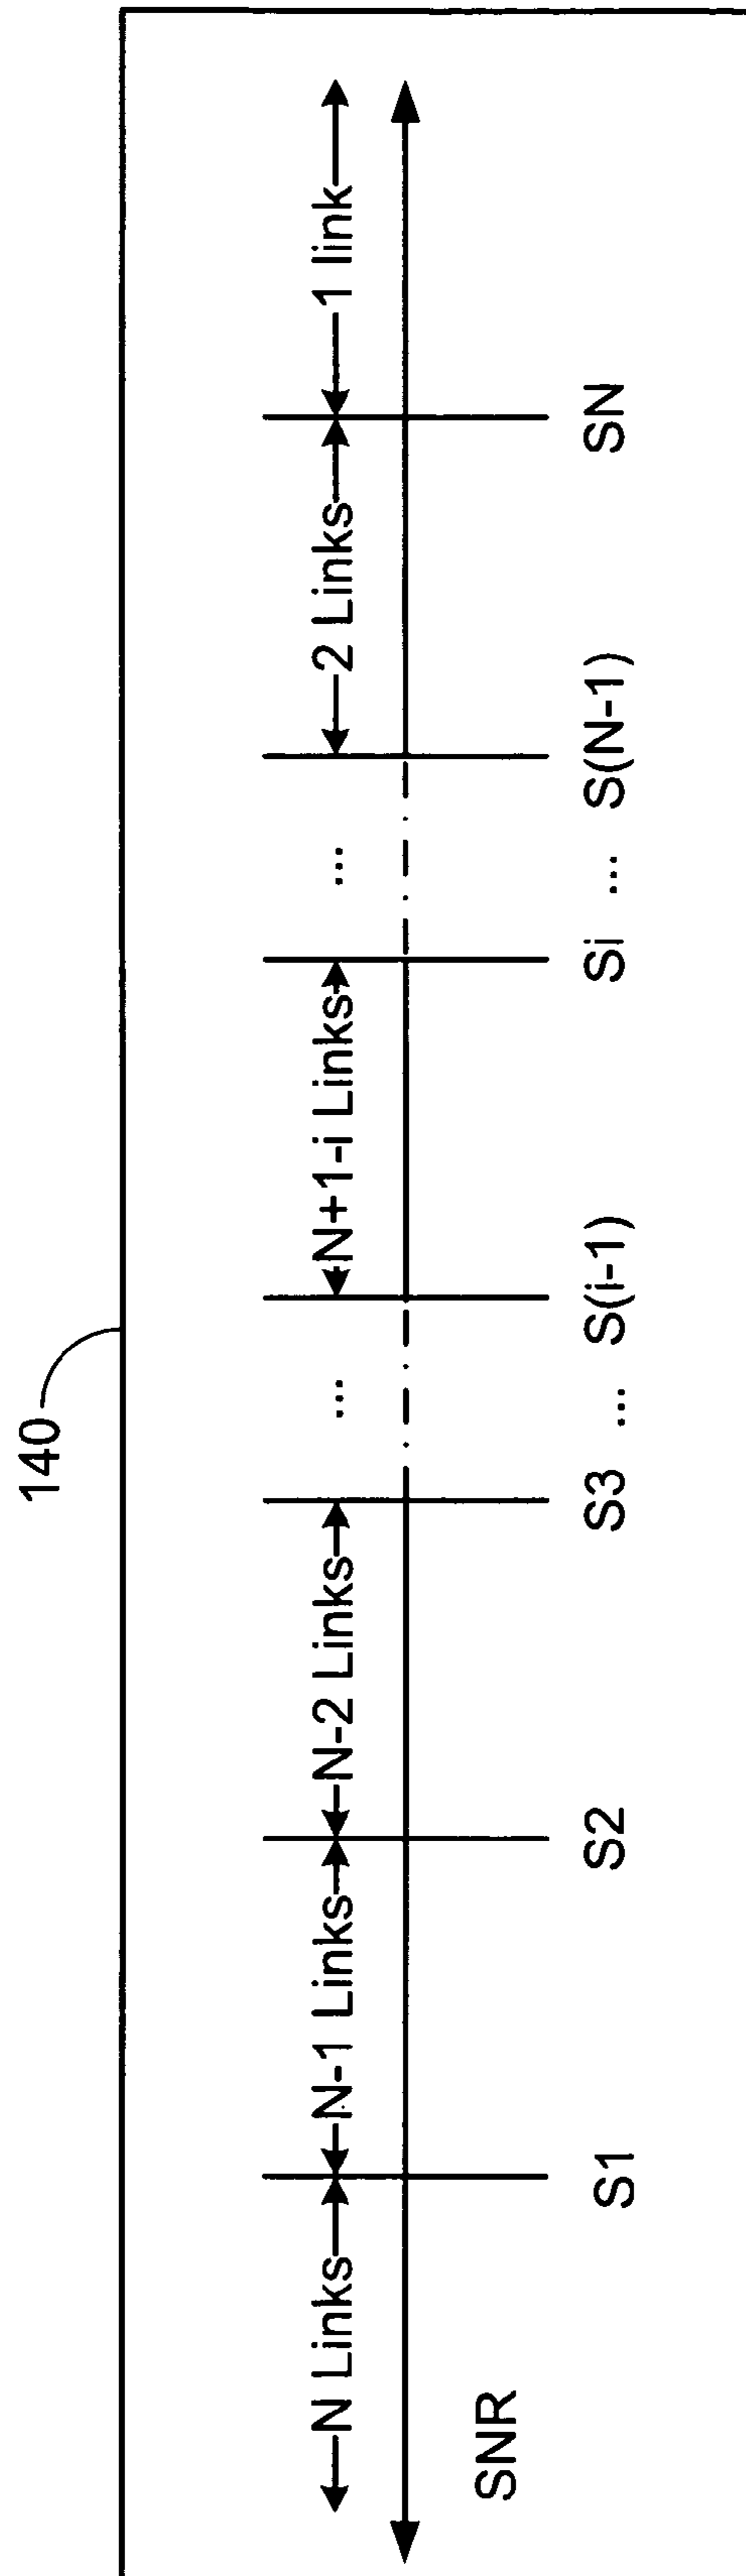 140
N Links N-1 Links N-2 Links ... N+1-i Links ... 2 Links 1 link
SNR
S1 S2 S3 ... S(i-1) Si ... S(N-1) SN